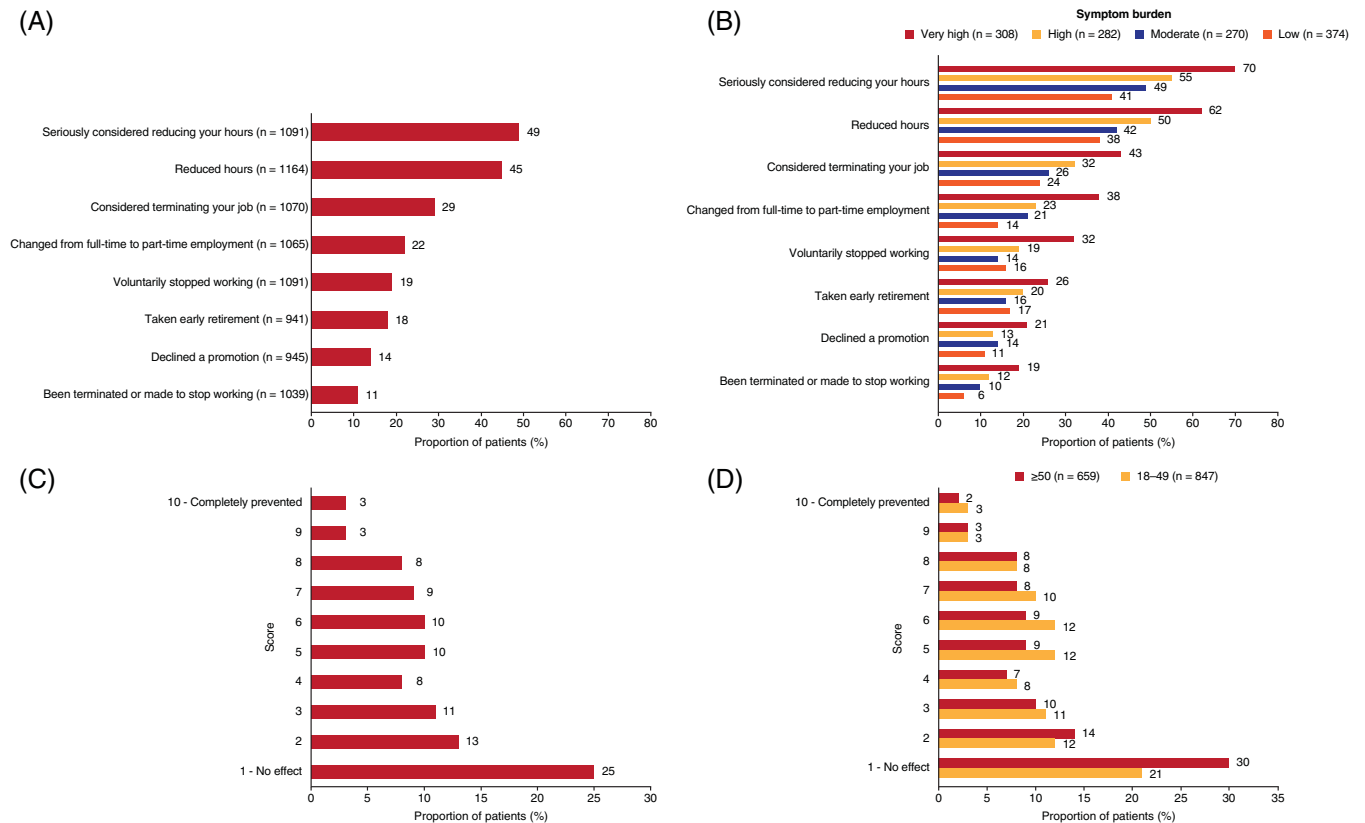 (A)
Seriously considered reducing your hours (n = 1091)
49
Reduced hours (n = 1164)
45
Considered terminating your job (n = 1070)
29
Changed from full-time to part-time employment (n = 1065)
22
Voluntarily stopped working (n = 1091)
19
Taken early retirement (n = 941)
18
Declined a promotion (n = 945)
14
Been terminated or made to stop working (n = 1039)
11
0 10 20 30 40 50 60 70 80
Proportion of patients (%)
(B)
Symptom burden
Very high (n = 308) High (n = 282) Moderate (n = 270) Low (n = 374)
Seriously considered reducing your hours
70
55
49
41
Reduced hours
62
50
42
38
Considered terminating your job
43
32
26
24
Changed from full-time to part-time employment
38
23
21
14
Voluntarily stopped working
32
19
14
16
Taken early retirement
26
20
16
17
Declined a promotion
21
13
14
11
Been terminated or made to stop working
19
12
10
6
0 10 20 30 40 50 60 70 80
Proportion of patients (%)
(C)
Score
10 - Completely prevented
3
9
3
8
8
7
9
6
10
5
10
4
8
3
11
2
13
1 - No effect
25
0 5 10 15 20 25 30
Proportion of patients (%)
(D)
≥50 (n = 659) 18–49 (n = 847)
Score
10 - Completely prevented
2
3
9
3
3
8
8
8
7
8
10
6
9
12
5
9
12
4
7
8
3
10
11
2
14
12
1 - No effect
30
21
0 5 10 15 20 25 30 35
Proportion of patients (%)